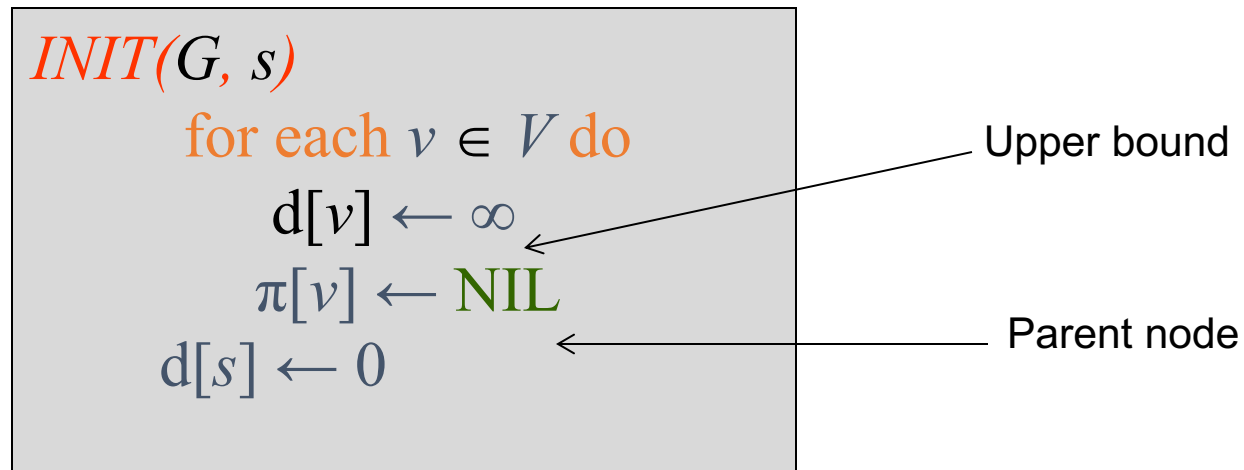 INIT(G, s)
for each v ∈ V do
d[v] ← ∞
π[v] ← NIL
d[s] ← 0
Upper bound
Parent node